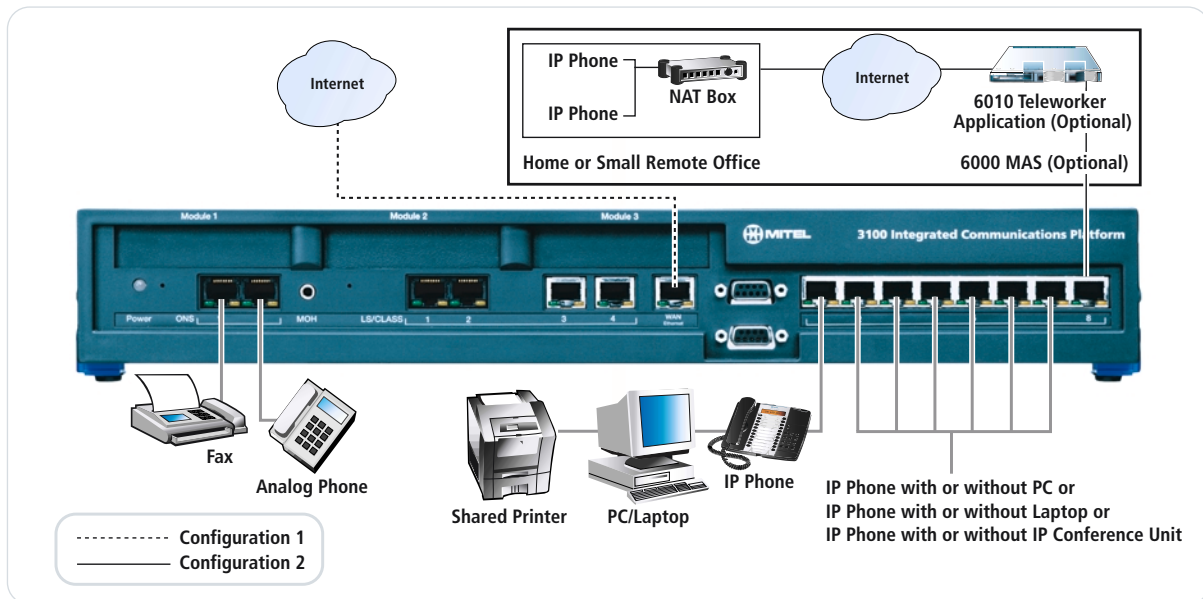 Internet
IP Phone
IP Phone
NAT Box
Internet
6010 Teleworker
Application (Optional)
Home or Small Remote Office
6000 MAS (Optional)
Module 1
Module 2
Module 3
MITEL
3100 Integrated Communications Platform
Power
ONS
MOH
LS/CLASS
1
2
3
4
WAN
Ethernet
8
Fax
Analog Phone
Shared Printer
PC/Laptop
IP Phone
IP Phone with or without PC or
IP Phone with or without Laptop or
IP Phone with or without IP Conference Unit
Configuration 1
Configuration 2